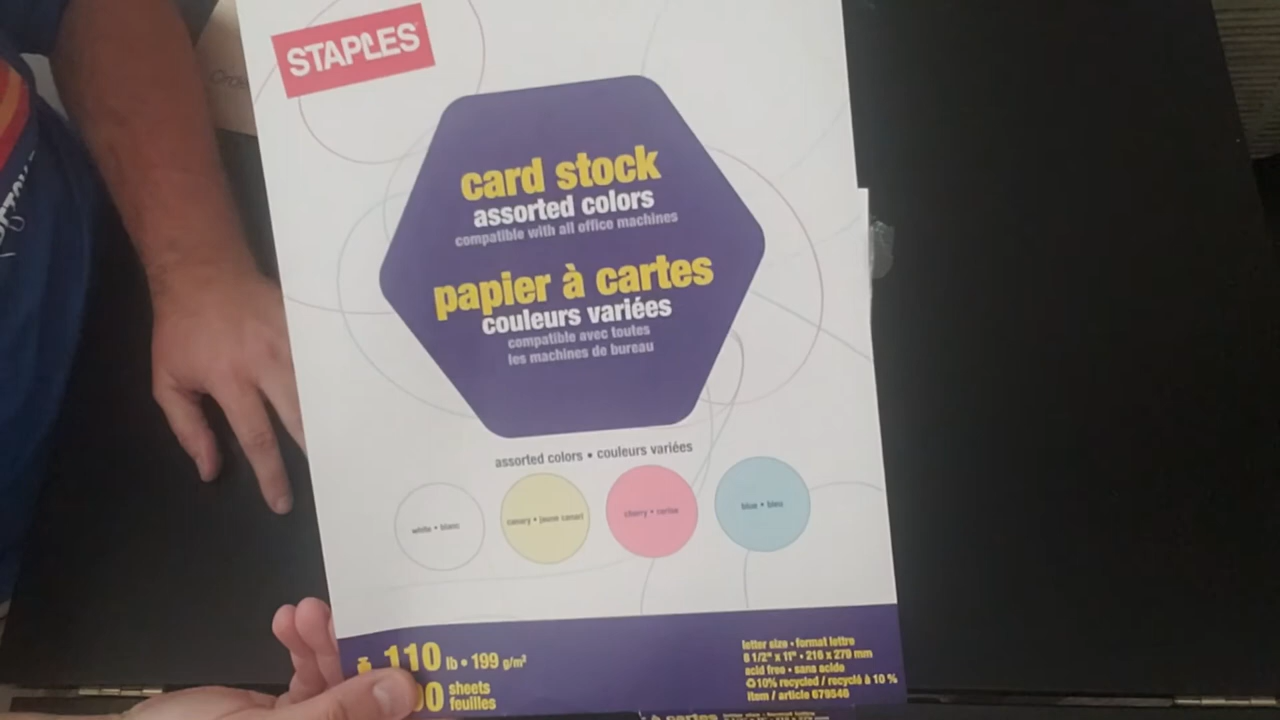 STAPLES
card stock
assorted colors
compatible with all office machines
papier à cartes
couleurs variées
compatible avec toutes
les machines de bureau
assorted colors • couleurs variées
white • blanc
canary • jaune canari
cherry • cerise
blue • bleu
110 lb • 199 g/m²
sheets
feuilles
letter size • format lettre
8 1/2" x 11" • 216 x 279 mm
acid free • sans acide
10% recycled / recyclé à 10 %
item / article 679546